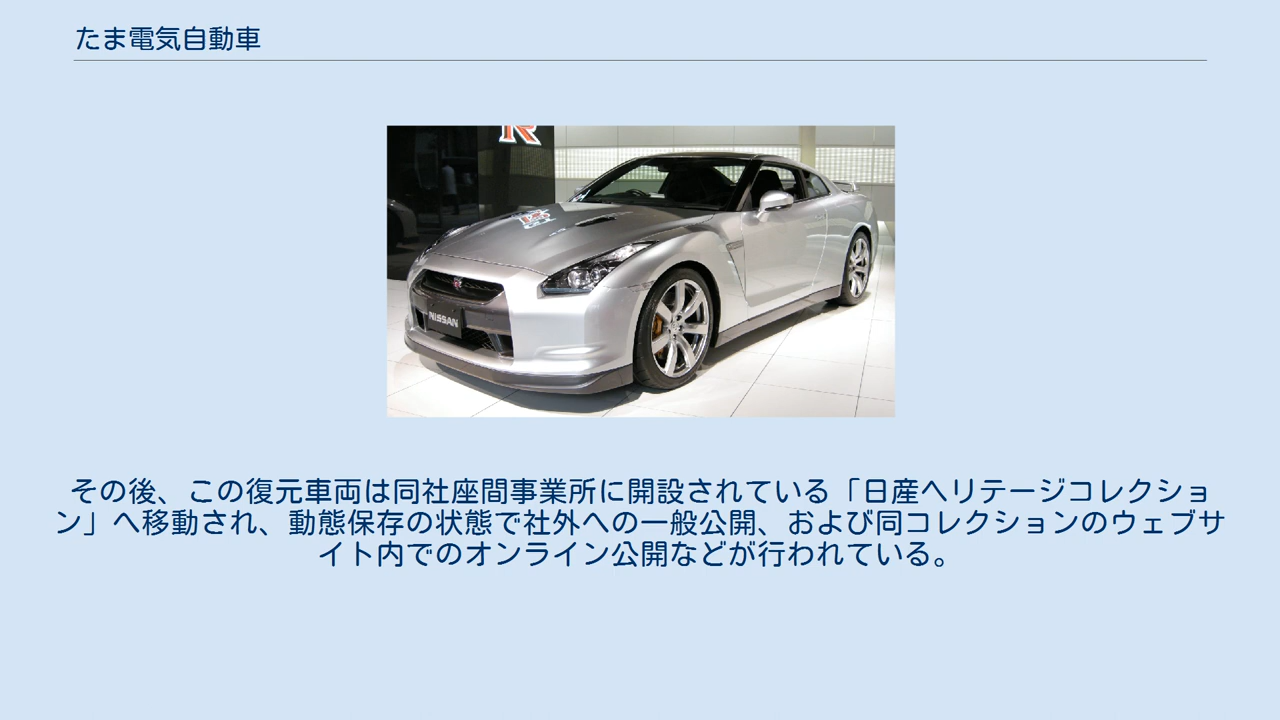 たま電気自動車
R
NISSAN
その後、この復元車両は同社座間事業所に開設されている「日産ヘリテージコレクショ
ン」へ移動され、動態保存の状態で社外への一般公開、および同コレクションのウェブサ
イト内でのオンライン公開などが行われている。